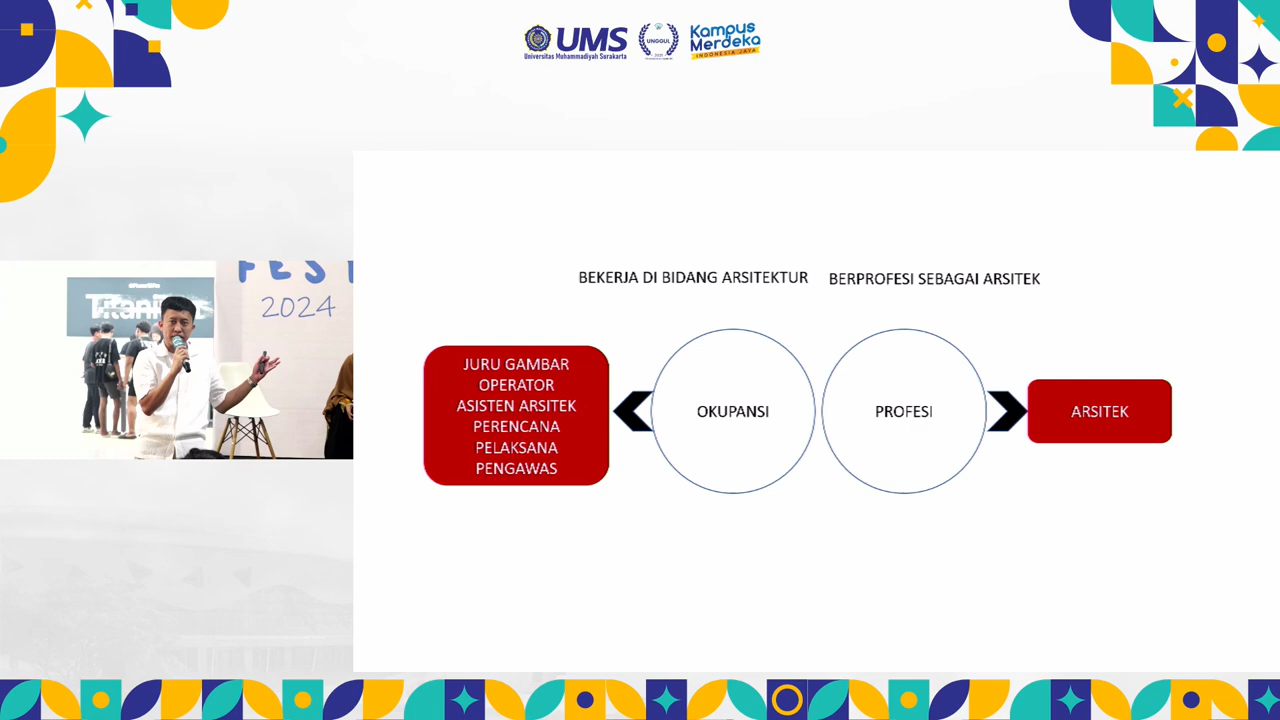 UMS
Universitas Muhammadiyah Surakarta
UNGGUL
Kampus
Merdeka
INDONESIA JAYA
FEST
2024
BEKERJA DI BIDANG ARSITEKTUR
BERPROFESI SEBAGAI ARSITEK
JURU GAMBAR
OPERATOR
ASISTEN ARSITEK
PERENCANA
PELAKSANA
PENGAWAS
OKUPANSI
PROFESI
ARSITEK